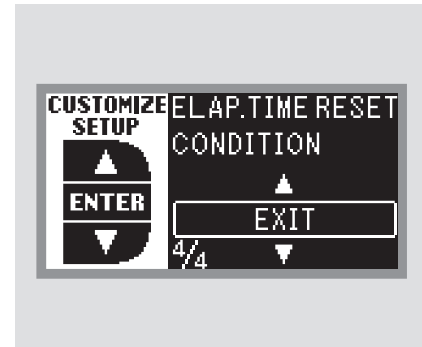 CUSTOMIZE
SETUP
ENTER
ELAP.TIME RESET
CONDITION
EXIT
4/4